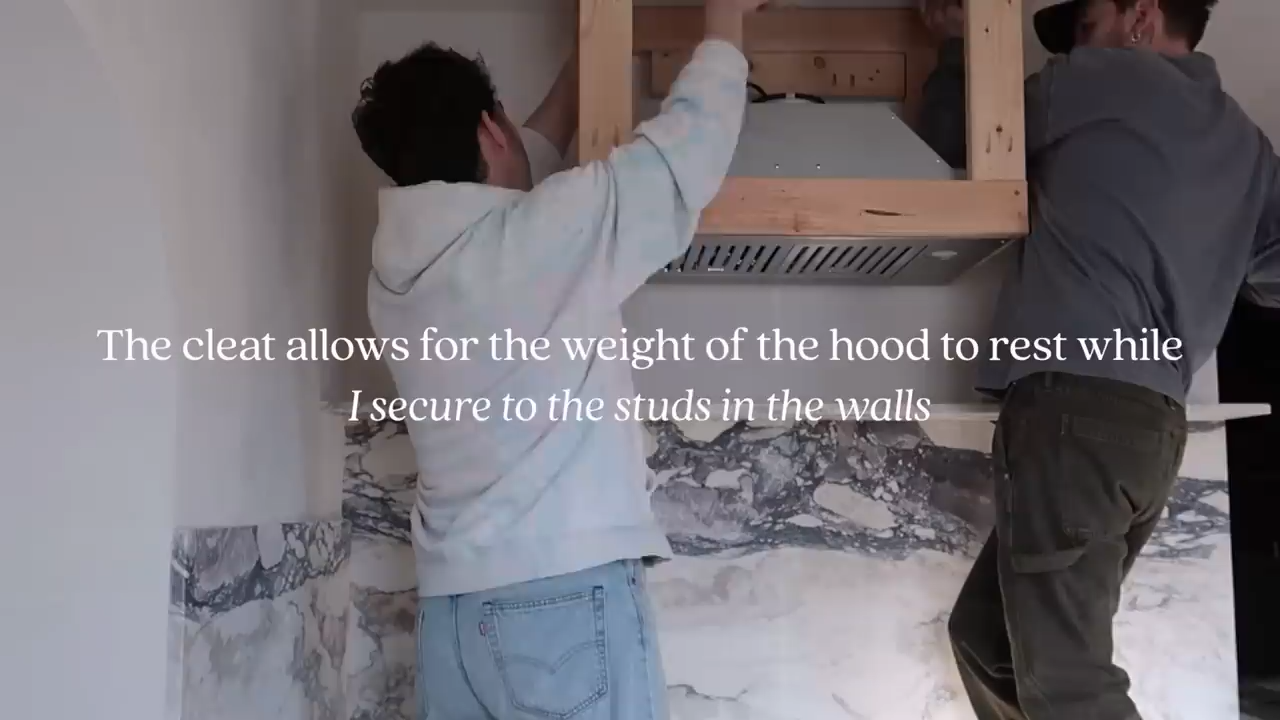 The cleat allows for the weight of the hood to rest while
I secure to the studs in the walls